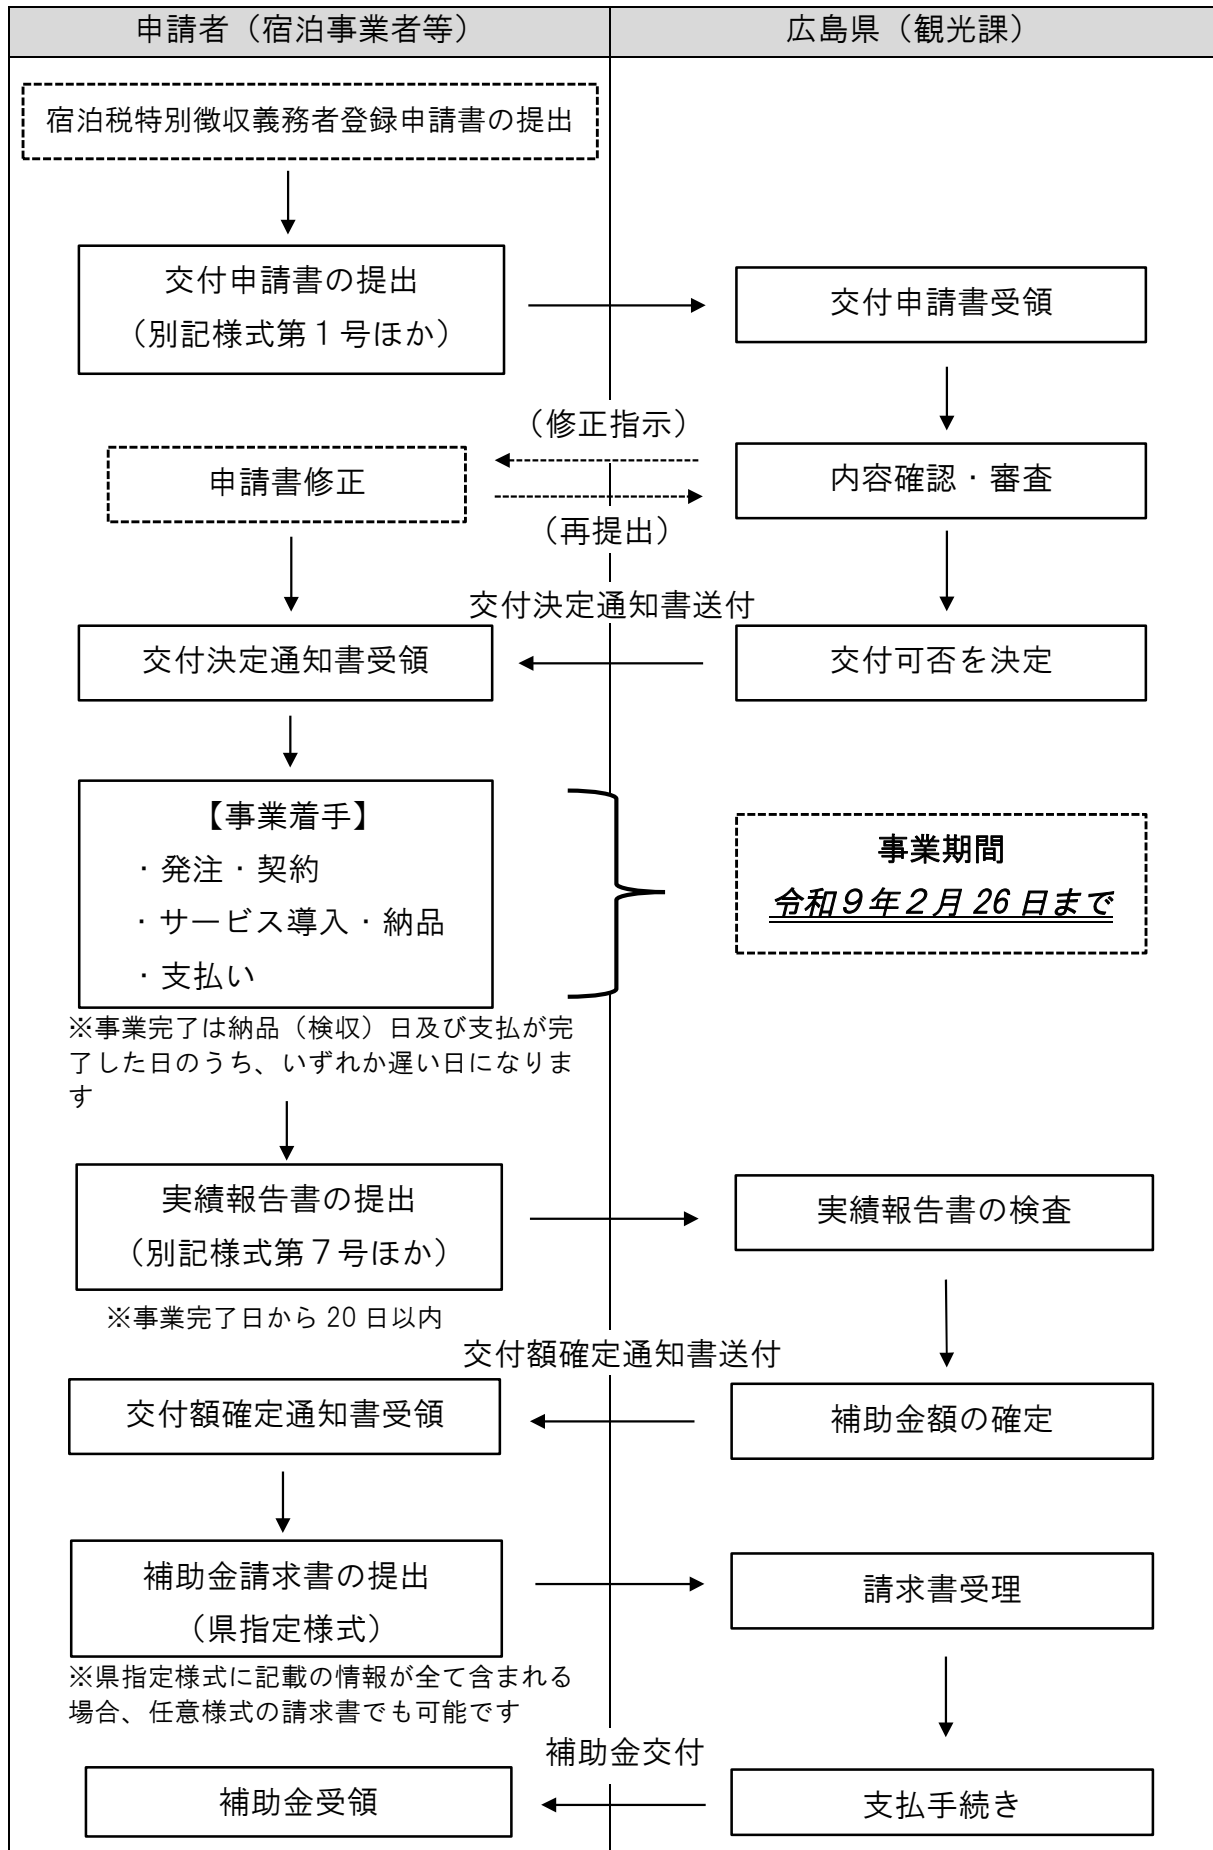 申請者（宿泊事業者等）
広島県（観光課）
宿泊税特別徴収義務者登録申請書の提出
交付申請書の提出
（別記様式第１号ほか）
交付申請書受領
（修正指示）
申請書修正
内容確認・審査
（再提出）
交付決定通知書送付
交付決定通知書受領
交付可否を決定
【事業着手】
・発注・契約
・サービス導入・納品
・支払い
事業期間
令和９年２月 26 日まで
※事業完了は納品（検収）日及び支払が完
了した日のうち、いずれか遅い日になりま
す
実績報告書の提出
（別記様式第７号ほか）
実績報告書の検査
※事業完了日から 20 日以内
交付額確定通知書送付
交付額確定通知書受領
補助金額の確定
補助金請求書の提出
（県指定様式）
請求書受理
※県指定様式に記載の情報が全て含まれる
場合、任意様式の請求書でも可能です
補助金交付
補助金受領
支払手続き